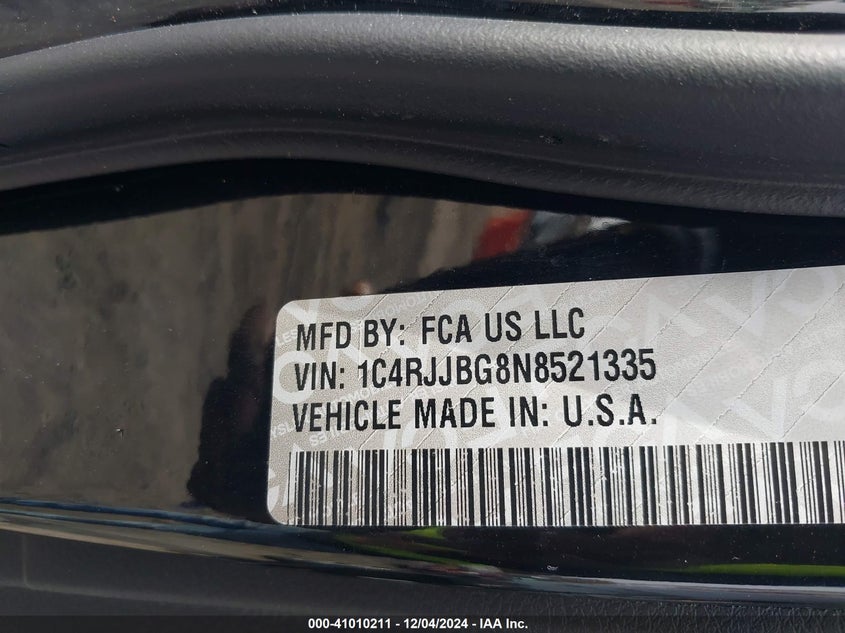 MFD BY: FCA US LLC
VIN: 1C4RJJBG8N8521335
VEHICLE MADE IN: U.S.A.
000-41010211 - 12/04/2024 - IAA Inc.